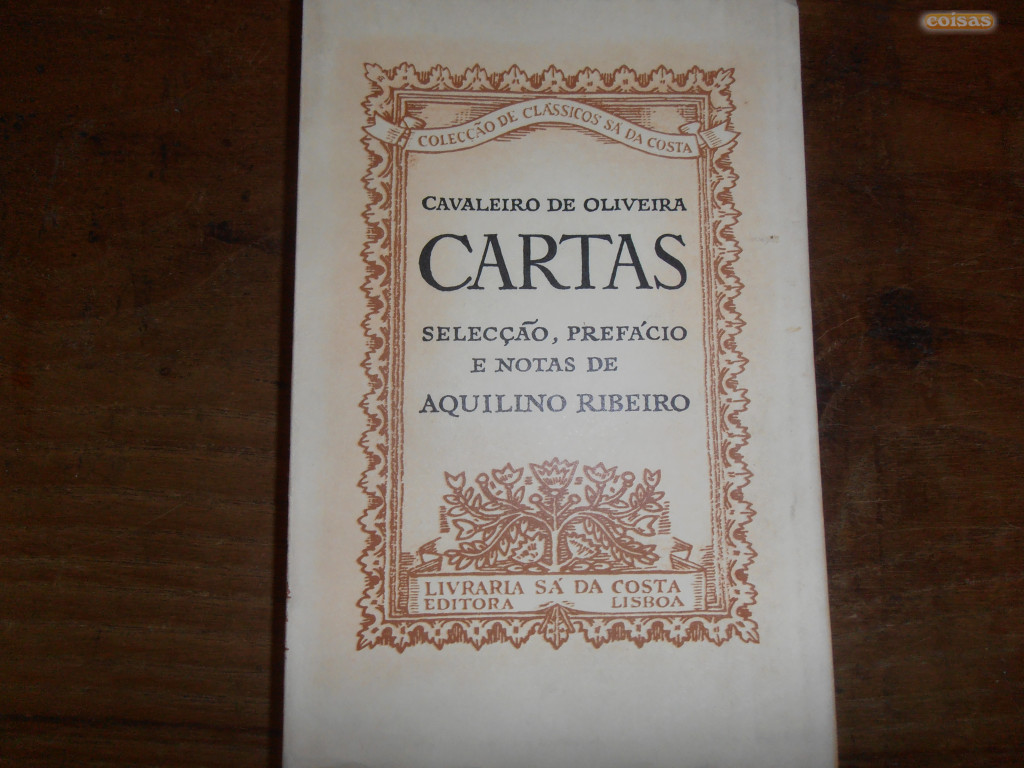 coisas
COLECÇÃO DE CLÁSSICOS SÁ DA COSTA
CAVALEIRO DE OLIVEIRA
CARTAS
SELECÇÃO, PREFÁCIO
E NOTAS DE
AQUILINO RIBEIRO
LIVRARIA SÁ DA COSTA
EDITORA LISBOA